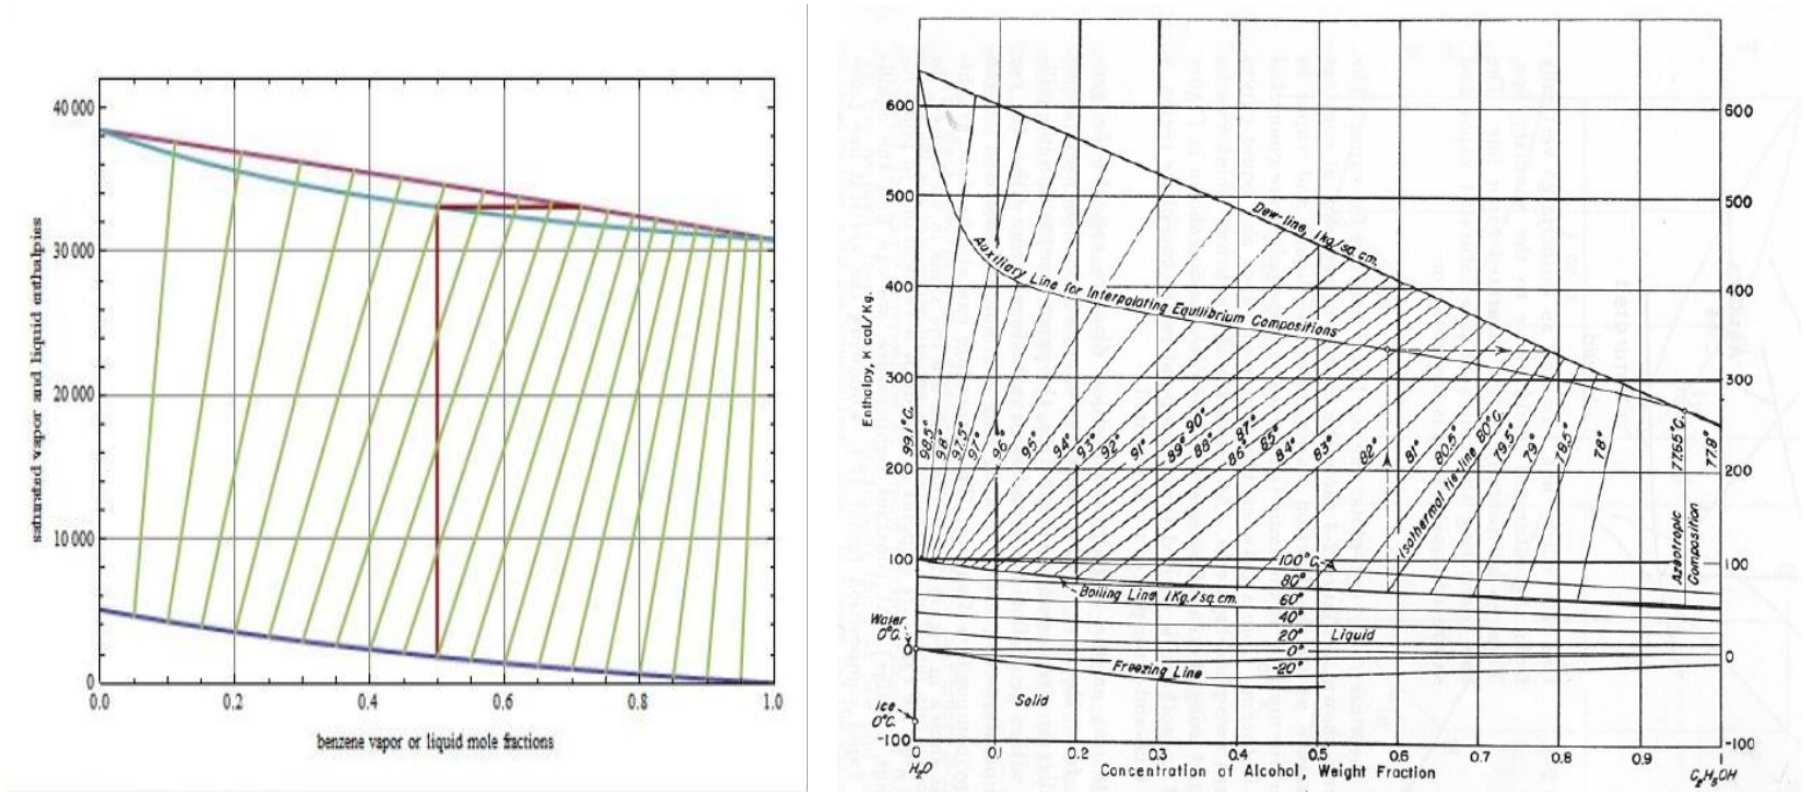 40 000
30 000
20 000
10 000
0
0.0 0.2 0.4 0.6 0.8 1.0
saturated vapor and liquid enthalpies
benzene vapor or liquid mole fractions
600
500
400
300
200
100
0
-100
Enthalpy, K cal/Kg.
Dew-line, 1kg/sq.cm.
Auxiliary Line for Interpolating Equilibrium Compositions
99.1°C.
98.5°
98°
97.5°
97°
96°
95°
94°
93°
92°
91°
89°
90°
88°
87°
86°
85°
84°
83°
82°
81°
80.5°
80°C.
Isothermal tie-line
79.5°
79°
78.5°
78°
77.65°C.
77.8°
Azeotropic
Composition
Boiling Line, 1Kg./sq.cm.
100°C.
80°
60°
40°
20°
0°
-20°
Liquid
Freezing Line
Solid
Water
0°C.
Ice
0°C.
600
500
400
300
200
100
0
-100
0 0.1 0.2 0.3 0.4 0.5 0.6 0.7 0.8 0.9 1
H₂O
Concentration of Alcohol, Weight Fraction
C₂H₅OH